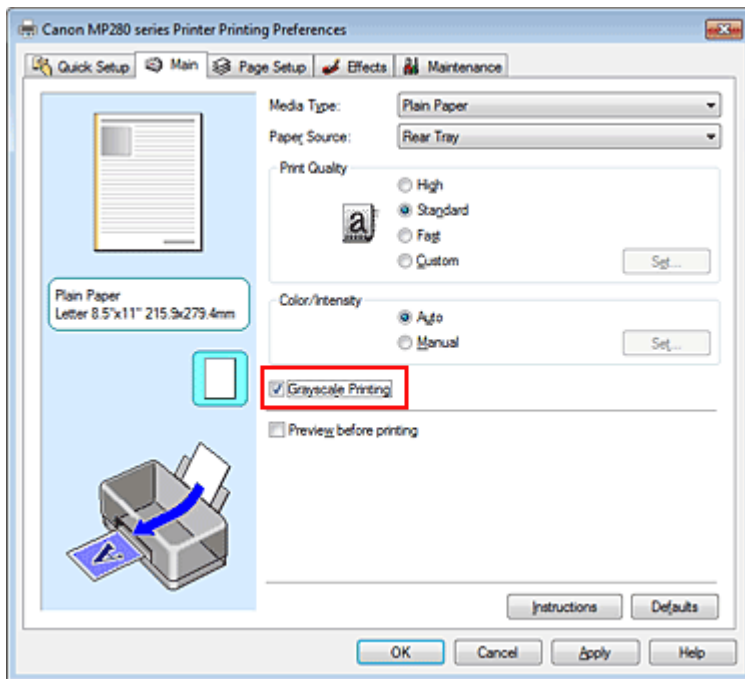 Canon MP280 series Printer Printing Preferences
Quick Setup
Main
Page Setup
Effects
Maintenance
Media Type:
Plain Paper
Paper Source:
Rear Tray
Print Quality
High
a
Standard
Fast
Custom
Set...
Plain Paper
Letter 8.5"x11" 215.9x279.4mm
Color/Intensity
Auto
Manual
Set...
Grayscale Printing
Preview before printing
A
Instructions
Defaults
OK
Cancel
Apply
Help